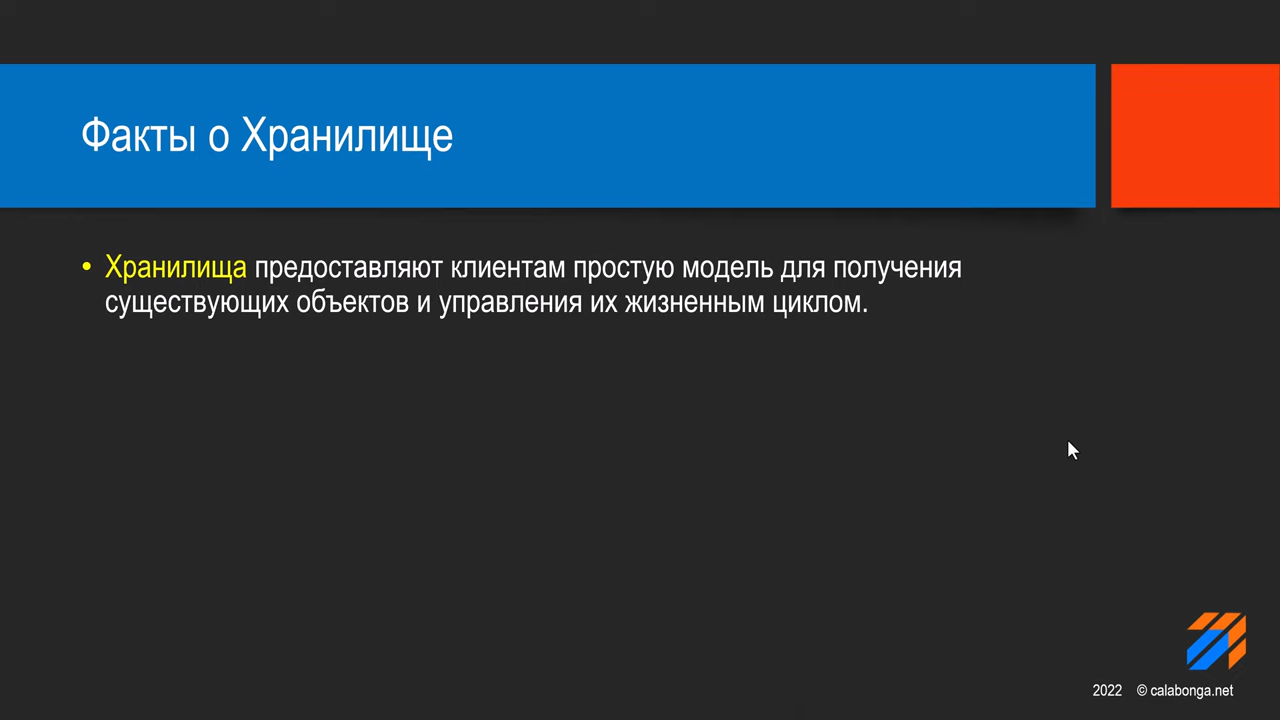 Факты о Хранилище
• Хранилища предоставляют клиентам простую модель для получения
существующих объектов и управления их жизненным циклом.
2022 © calabonga.net